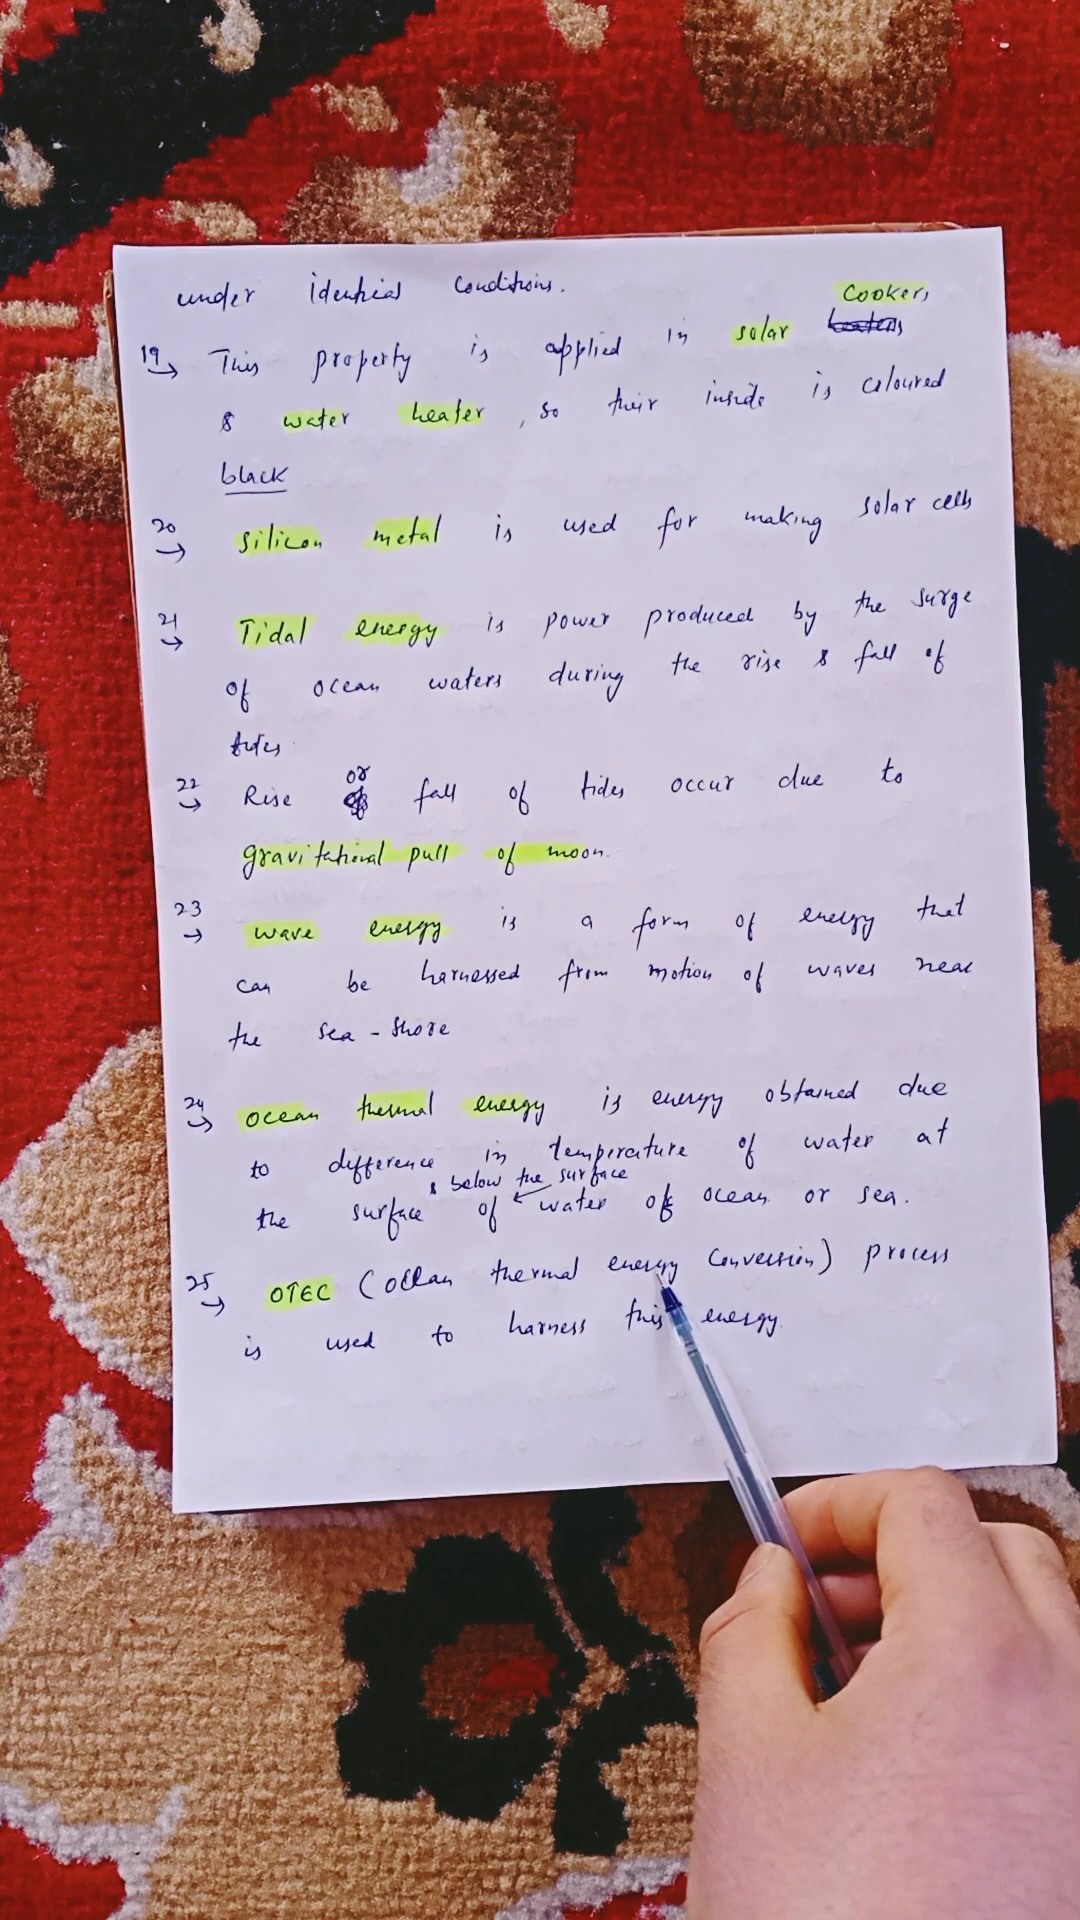 under identical conditions.
19→ This property is applied in solar cookers
& water heater, so their inside is coloured
black
20→ Silicon metal is used for making solar cells
21→ Tidal energy is power produced by the surge
of ocean waters during the rise & fall of
tides.
22→ Rise or fall of tides occur due to
gravitational pull of moon.
23→ wave energy is a form of energy that
can be harnessed from motion of waves near
the sea-shore
24→ Ocean thermal energy is energy obtained due
to difference in temperature of water at
the surface & below the surface of water of ocean or sea.
25→ OTEC (Ocean thermal energy conversion) process
is used to harness this energy.